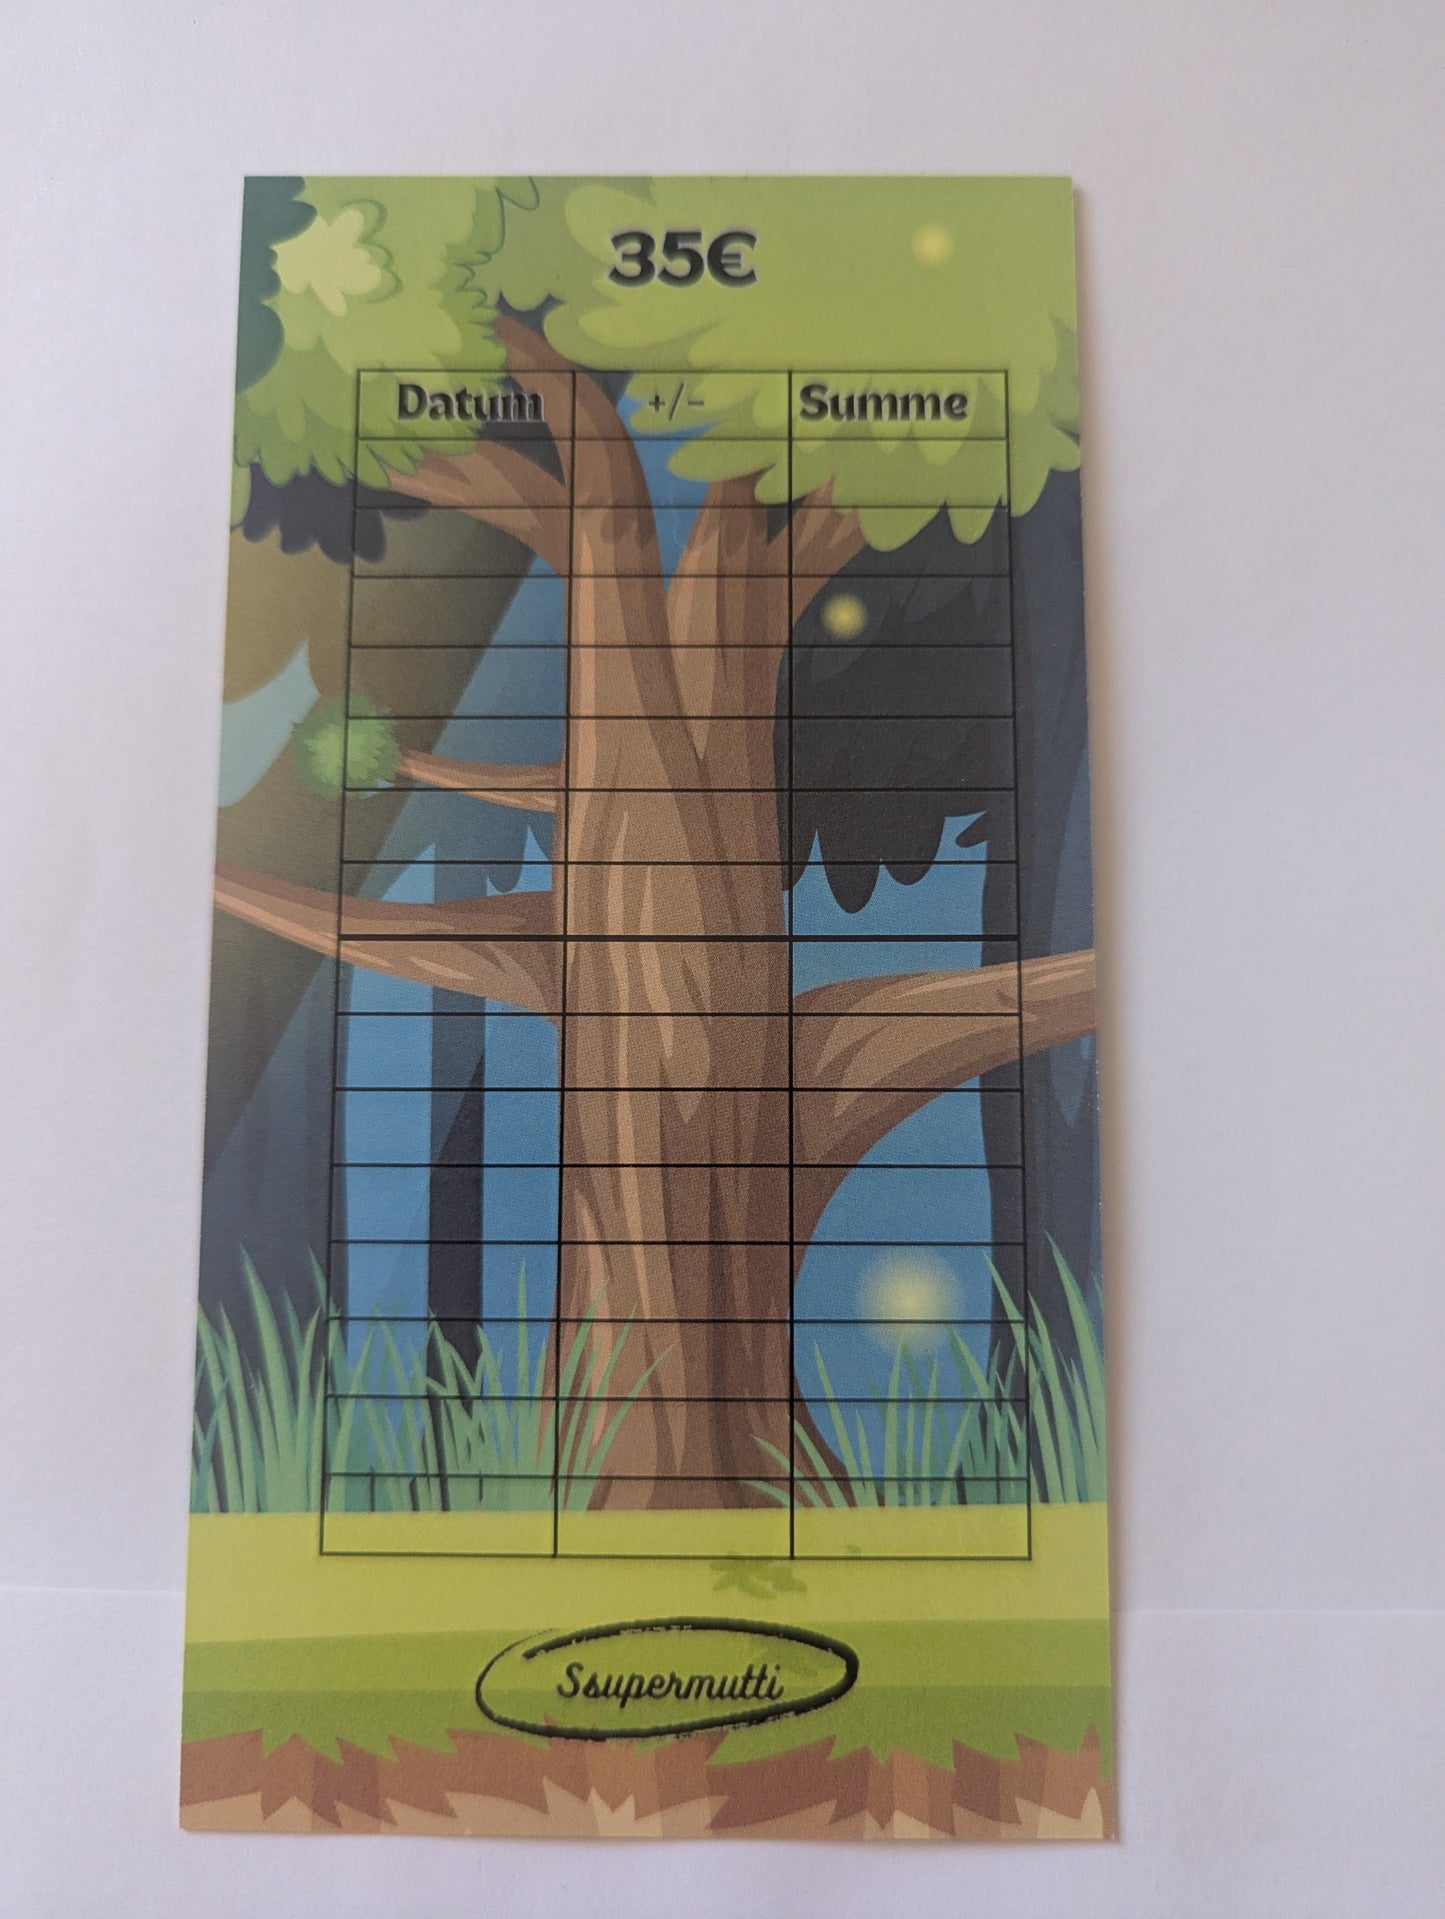 35€
Datum +/- Summe
Ssupermutti